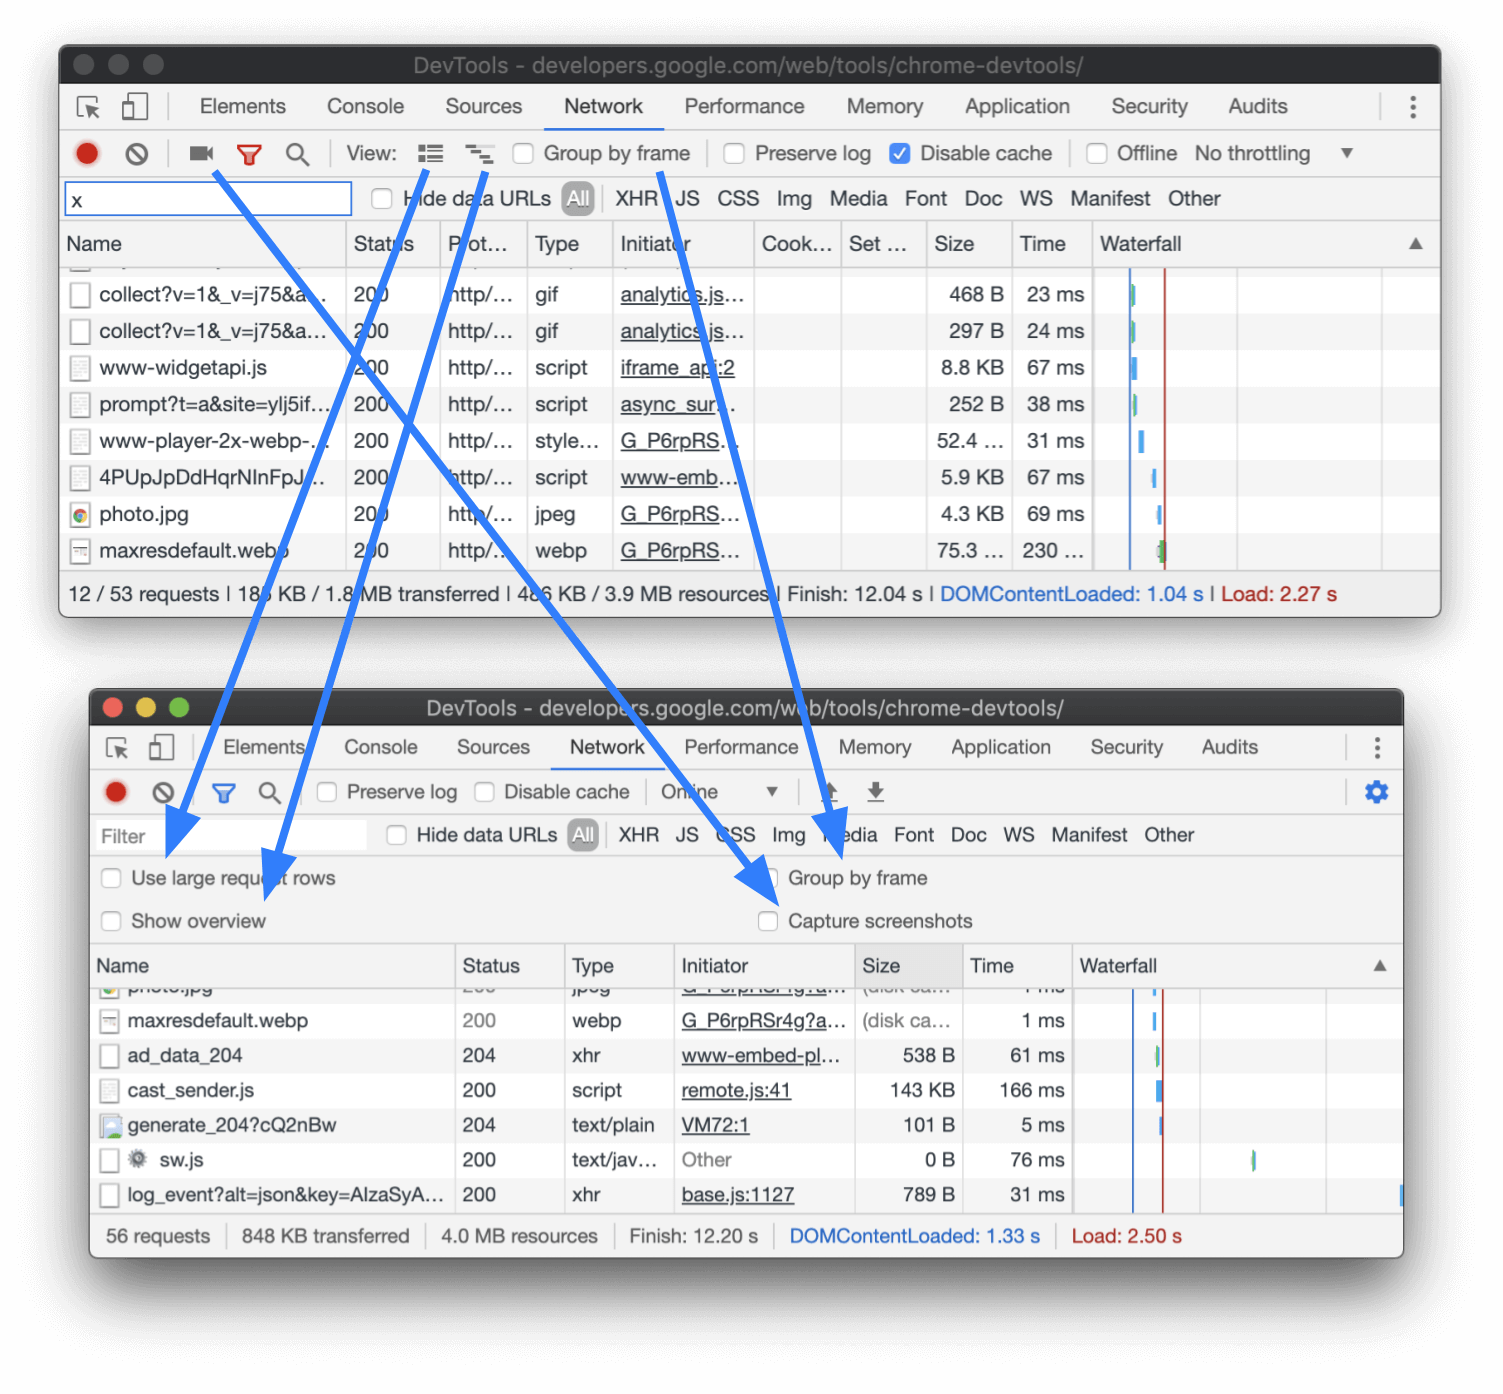 DevTools - developers.google.com/web/tools/chrome-devtools/
Elements Console Sources Network Performance Memory Application Security Audits
View: Group by frame Preserve log Disable cache Offline No throttling
x Hide data URLs All XHR JS CSS Img Media Font Doc WS Manifest Other
Name Status Prot... Type Initiator Cook... Set ... Size Time Waterfall
collect?v=1&_v=j75&a... 200 http/... gif analytics.js... 468 B 23 ms
collect?v=1&_v=j75&a... 200 http/... gif analytics.js... 297 B 24 ms
www-widgetapi.js 200 http/... script iframe_api:2 8.8 KB 67 ms
prompt?t=a&site=ylj5if... 200 http/... script async_sur... 252 B 38 ms
www-player-2x-webp-... 200 http/... style... G_P6rpRS... 52.4 ... 31 ms
4PUpJpDdHqrNInFpJ... 200 http/... script www-emb... 5.9 KB 67 ms
photo.jpg 200 http/... jpeg G_P6rpRS... 4.3 KB 69 ms
maxresdefault.webp 200 http/... webp G_P6rpRS... 75.3 ... 230 ...
12 / 53 requests | KB / 1.8 MB transferred | 486 KB / 3.9 MB resources | Finish: 12.04 s | DOMContentLoaded: 1.04 s | Load: 2.27 s
DevTools - developers.google.com/web/tools/chrome-devtools/
Elements Console Sources Network Performance Memory Application Security Audits
Preserve log Disable cache Online
Filter Hide data URLs All XHR JS CSS Img Media Font Doc WS Manifest Other
Use large request rows Group by frame
Show overview Capture screenshots
Name Status Type Initiator Size Time Waterfall
photo.jpg 200 jpeg G_P6rpRSr4g?a... (disk ca... 1 ms
maxresdefault.webp 200 webp G_P6rpRSr4g?a... (disk ca... 1 ms
ad_data_204 204 xhr www-embed-pl... 538 B 61 ms
cast_sender.js 200 script remote.js:41 143 KB 166 ms
generate_204?cQ2nBw 204 text/plain VM72:1 101 B 5 ms
sw.js 200 text/jav... Other 0 B 76 ms
log_event?alt=json&key=AIzaSyA... 200 xhr base.js:1127 789 B 31 ms
56 requests 848 KB transferred 4.0 MB resources Finish: 12.20 s DOMContentLoaded: 1.33 s Load: 2.50 s